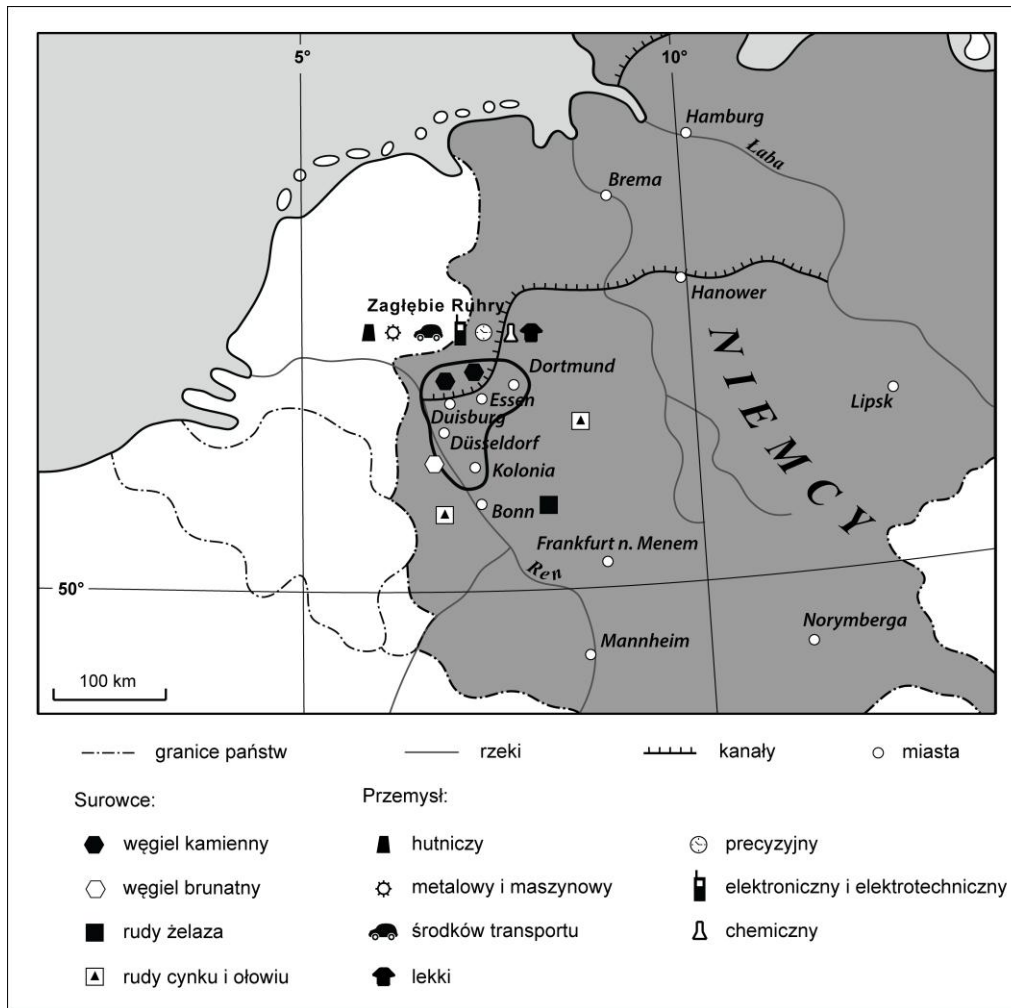 5°
10°
Hamburg
Łaba
Brema
Hanower
Zagłębie Ruhry
NIEMCY
Dortmund
Essen
Duisburg
Lipsk
Düsseldorf
Kolonia
Bonn
Frankfurt n. Menem
Ren
50°
Norymberga
Mannheim
100 km
granice państw
rzeki
kanały
miasta
Surowce:
Przemysł:
węgiel kamienny
hutniczy
precyzyjny
węgiel brunatny
metalowy i maszynowy
elektroniczny i elektrotechniczny
rudy żelaza
środków transportu
chemiczny
rudy cynku i ołowiu
lekki